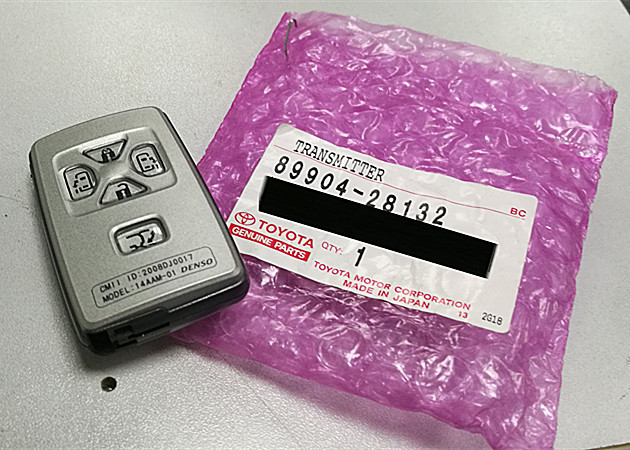 CMII ID:2008DJ0017
MODEL:14AAM-01 DENSO
TRANSMITTER
89904-28132
BC
TOYOTA
GENUINE PARTS
QTY: 1
TOYOTA MOTOR CORPORATION
MADE IN JAPAN 13 2G18